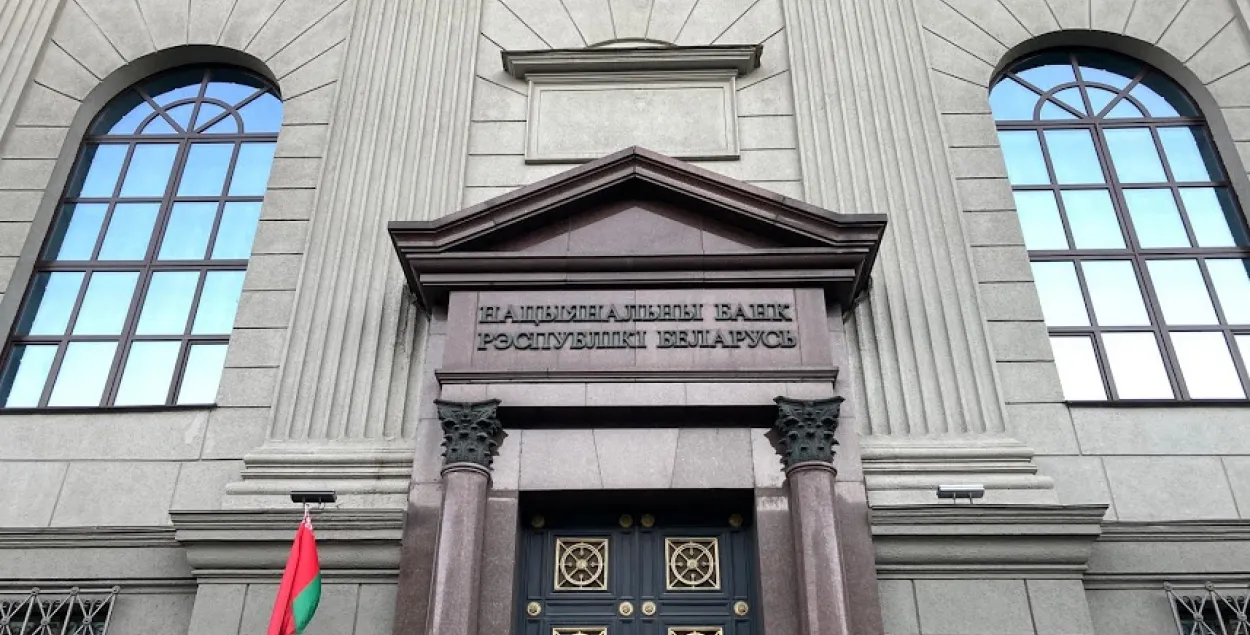 НАЦЫЯНАЛЬНЫ БАНК
РЭСПУБЛІКІ БЕЛАРУСЬ